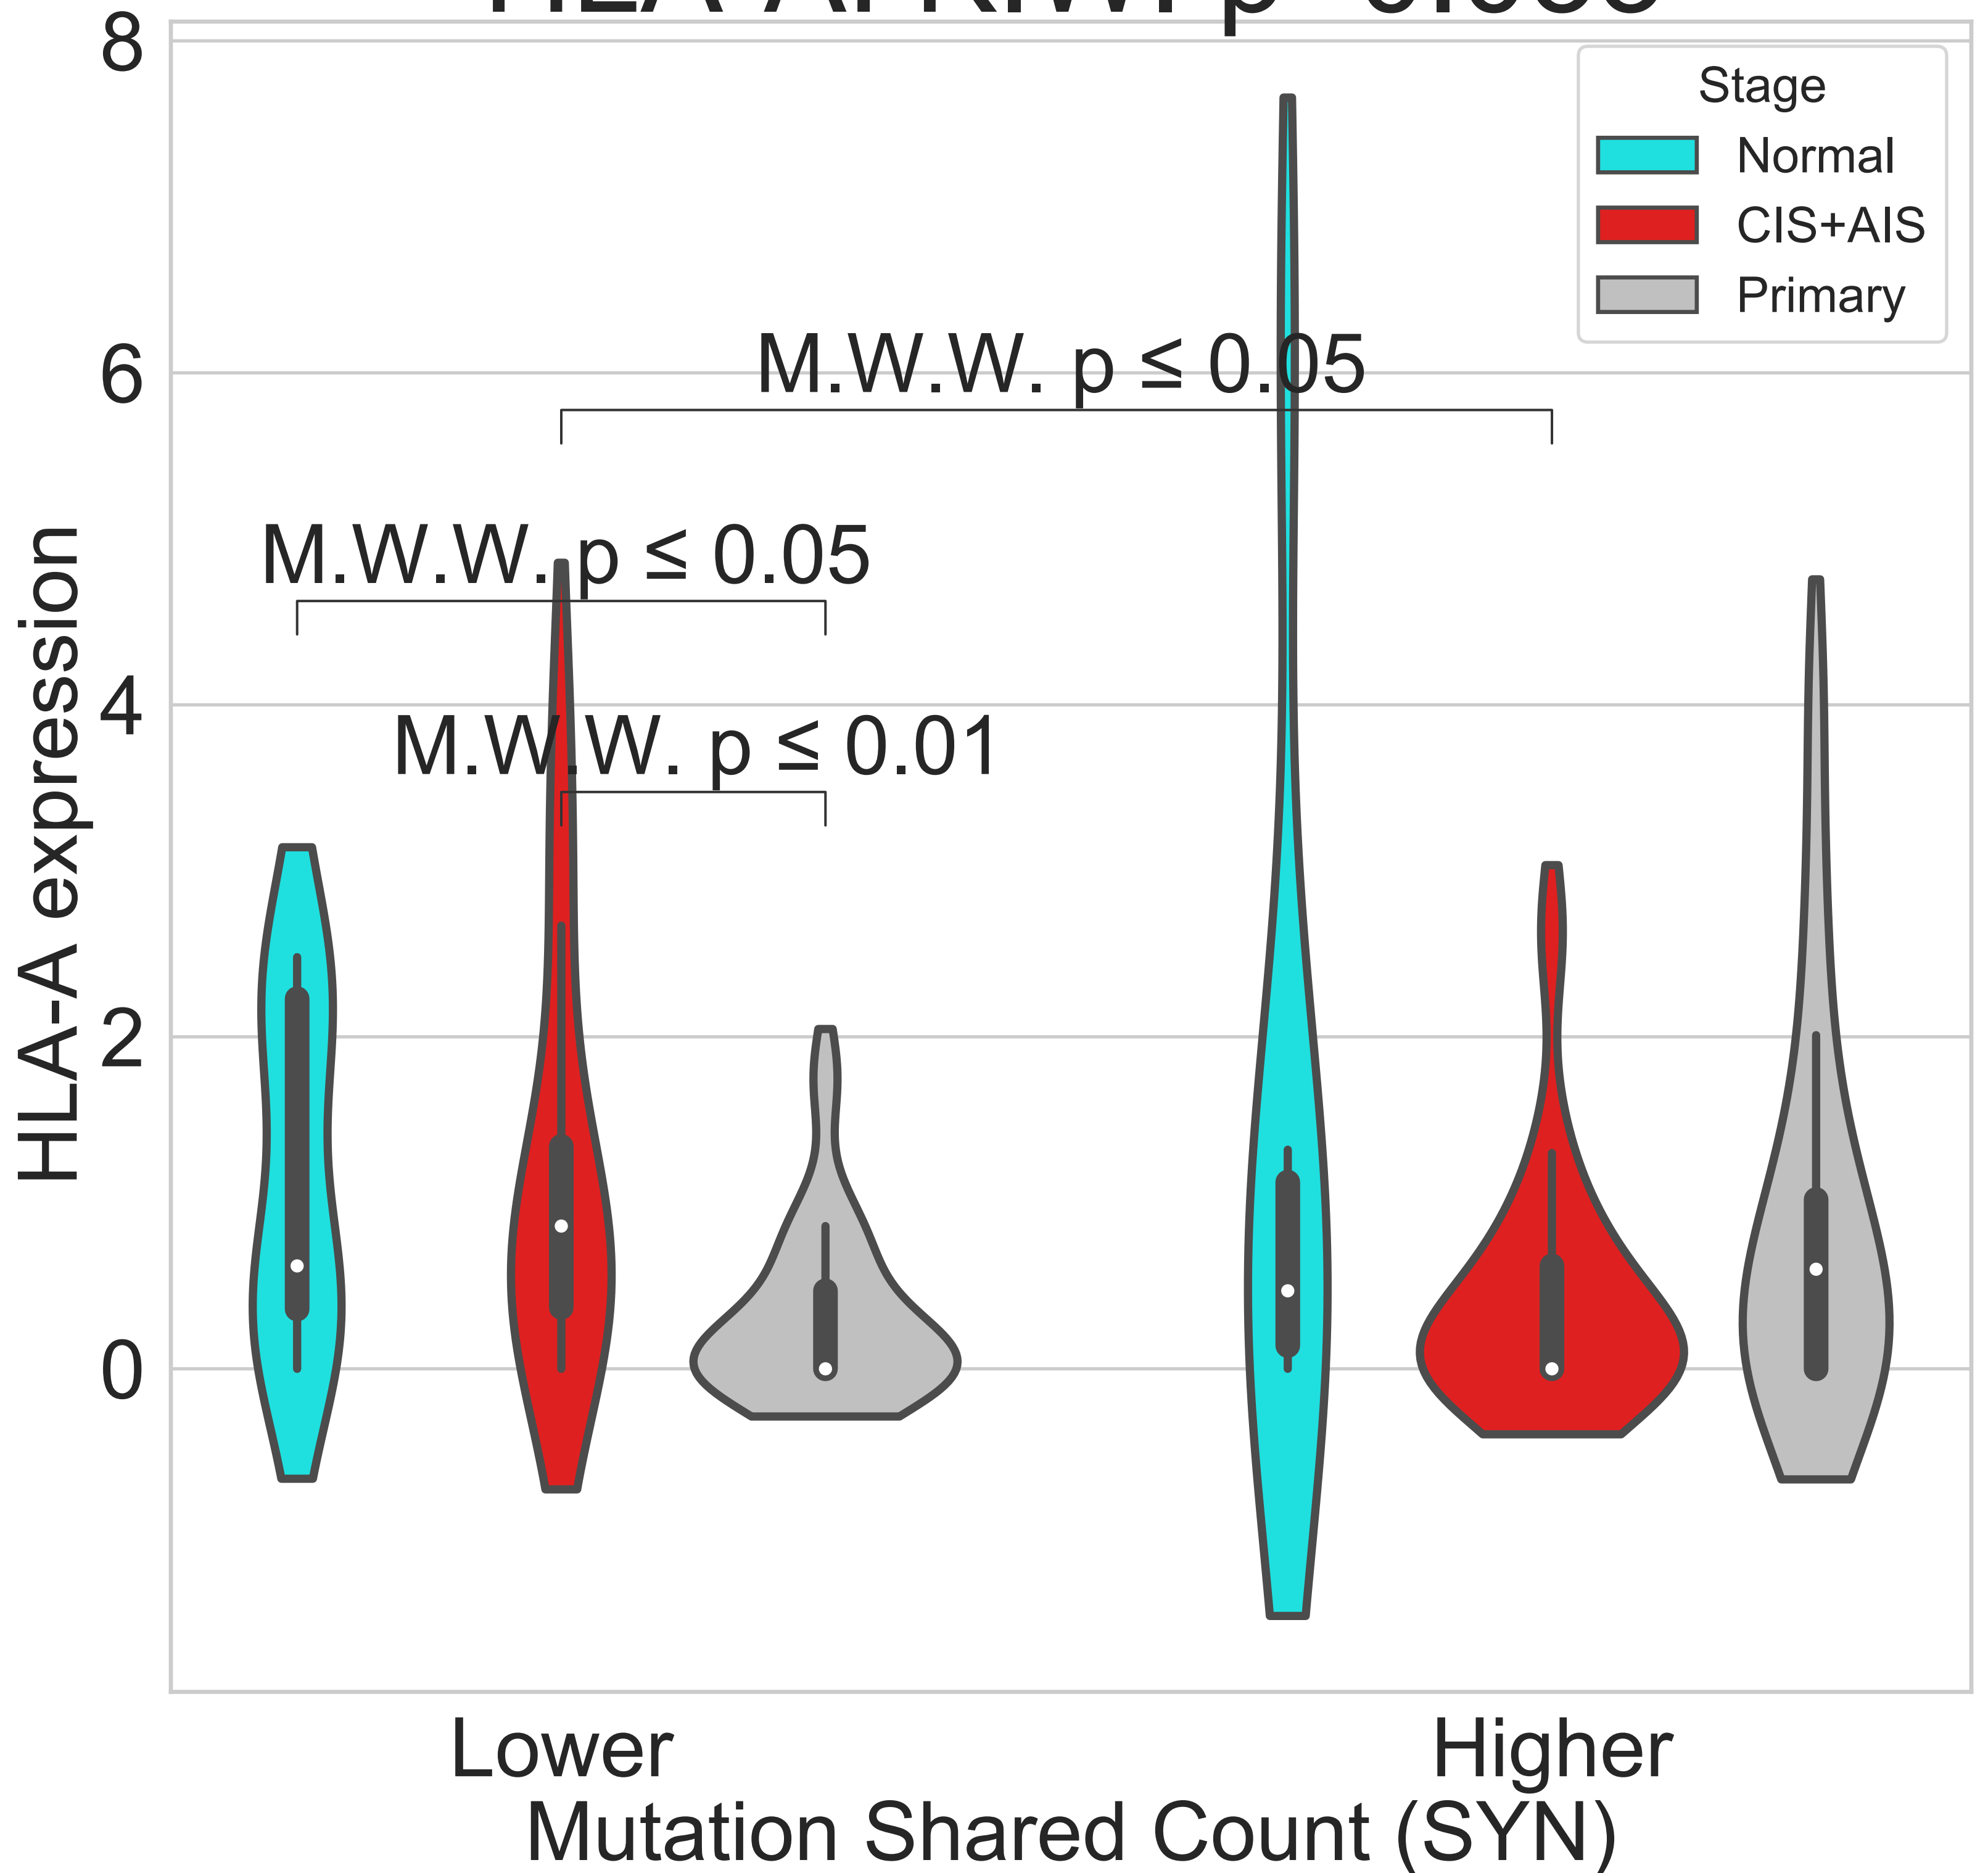 8
6
4
2
0
HLA-A expression
Stage
Normal
CIS+AIS
Primary
M.W.W. p ≤ 0.05
M.W.W. p ≤ 0.05
M.W.W. p ≤ 0.01
Lower
Higher
Mutation Shared Count (SYN)